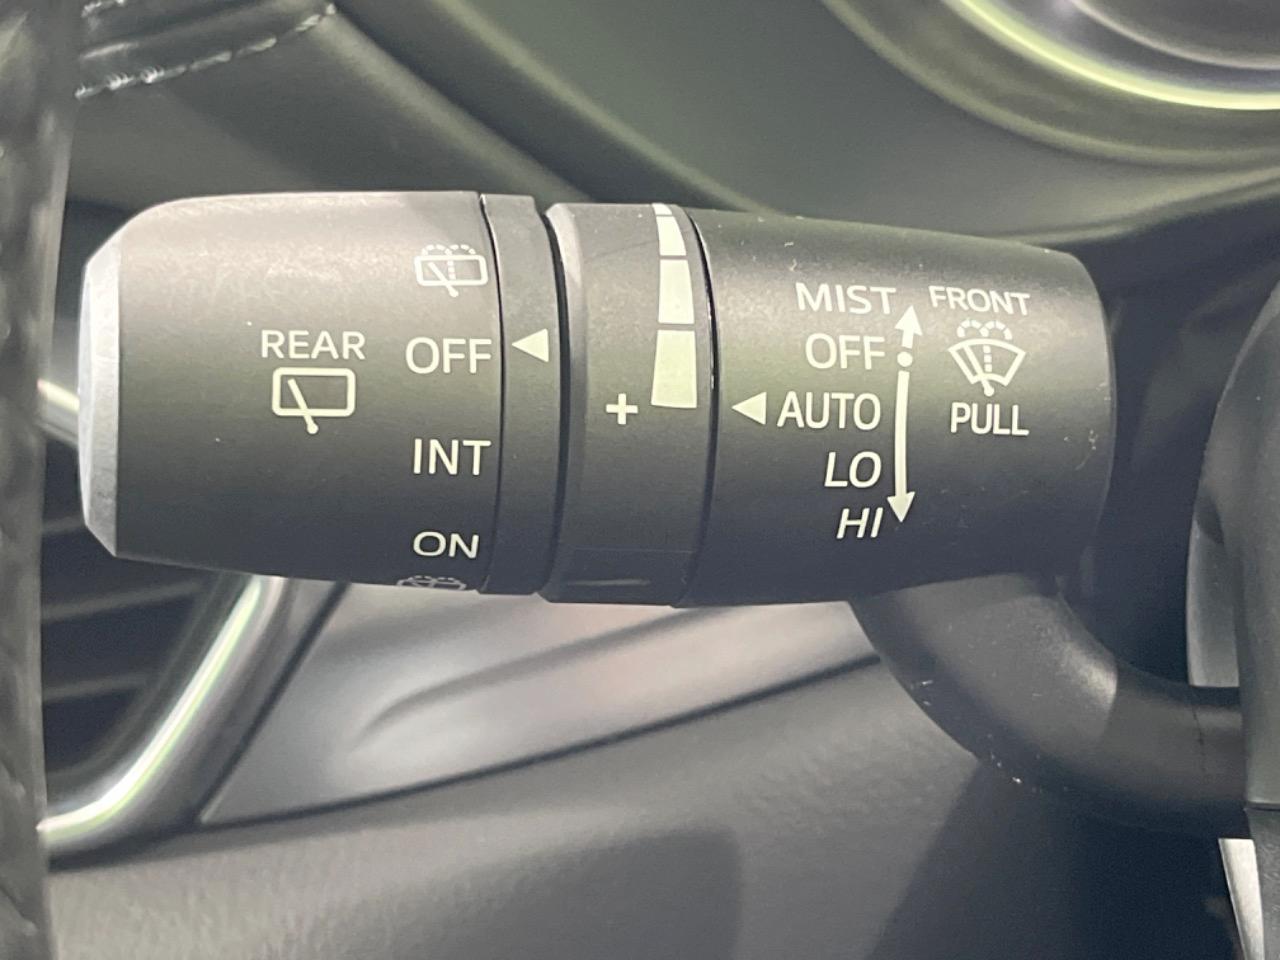 REAR
OFF
INT
ON
+
MIST
OFF
AUTO
LO
HI
FRONT
PULL